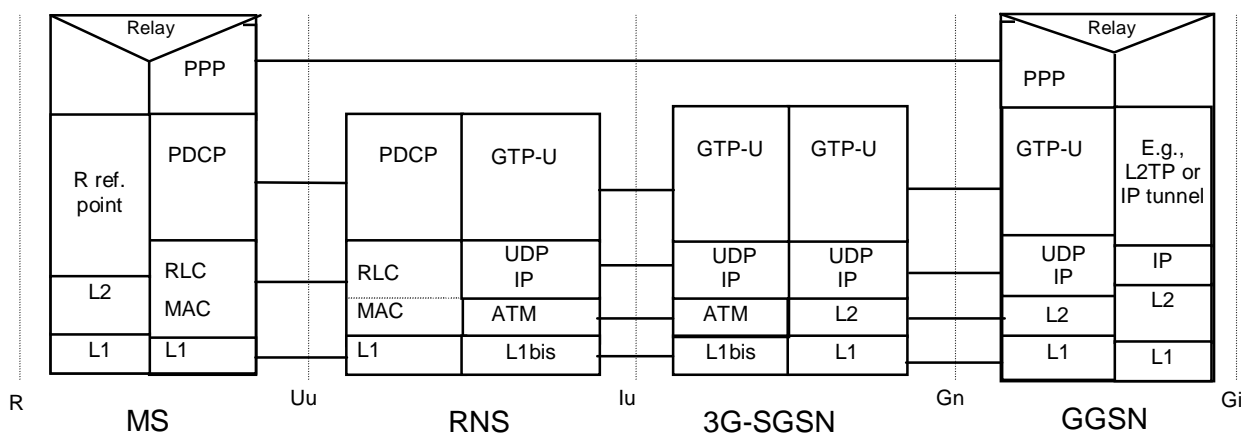 Relay
Relay
PPP
PPP
PDCP
PDCP
GTP-U
GTP-U
GTP-U
GTP-U
E.g.,
L2TP or
IP tunnel
R ref.
point
RLC
MAC
RLC
MAC
UDP
IP
UDP
IP
UDP
IP
UDP
IP
IP
L2
ATM
ATM
L2
L2
L2
L1
L1
L1
L1bis
L1bis
L1
L1
L1
R
Uu
Iu
Gn
Gi
MS
RNS
3G-SGSN
GGSN